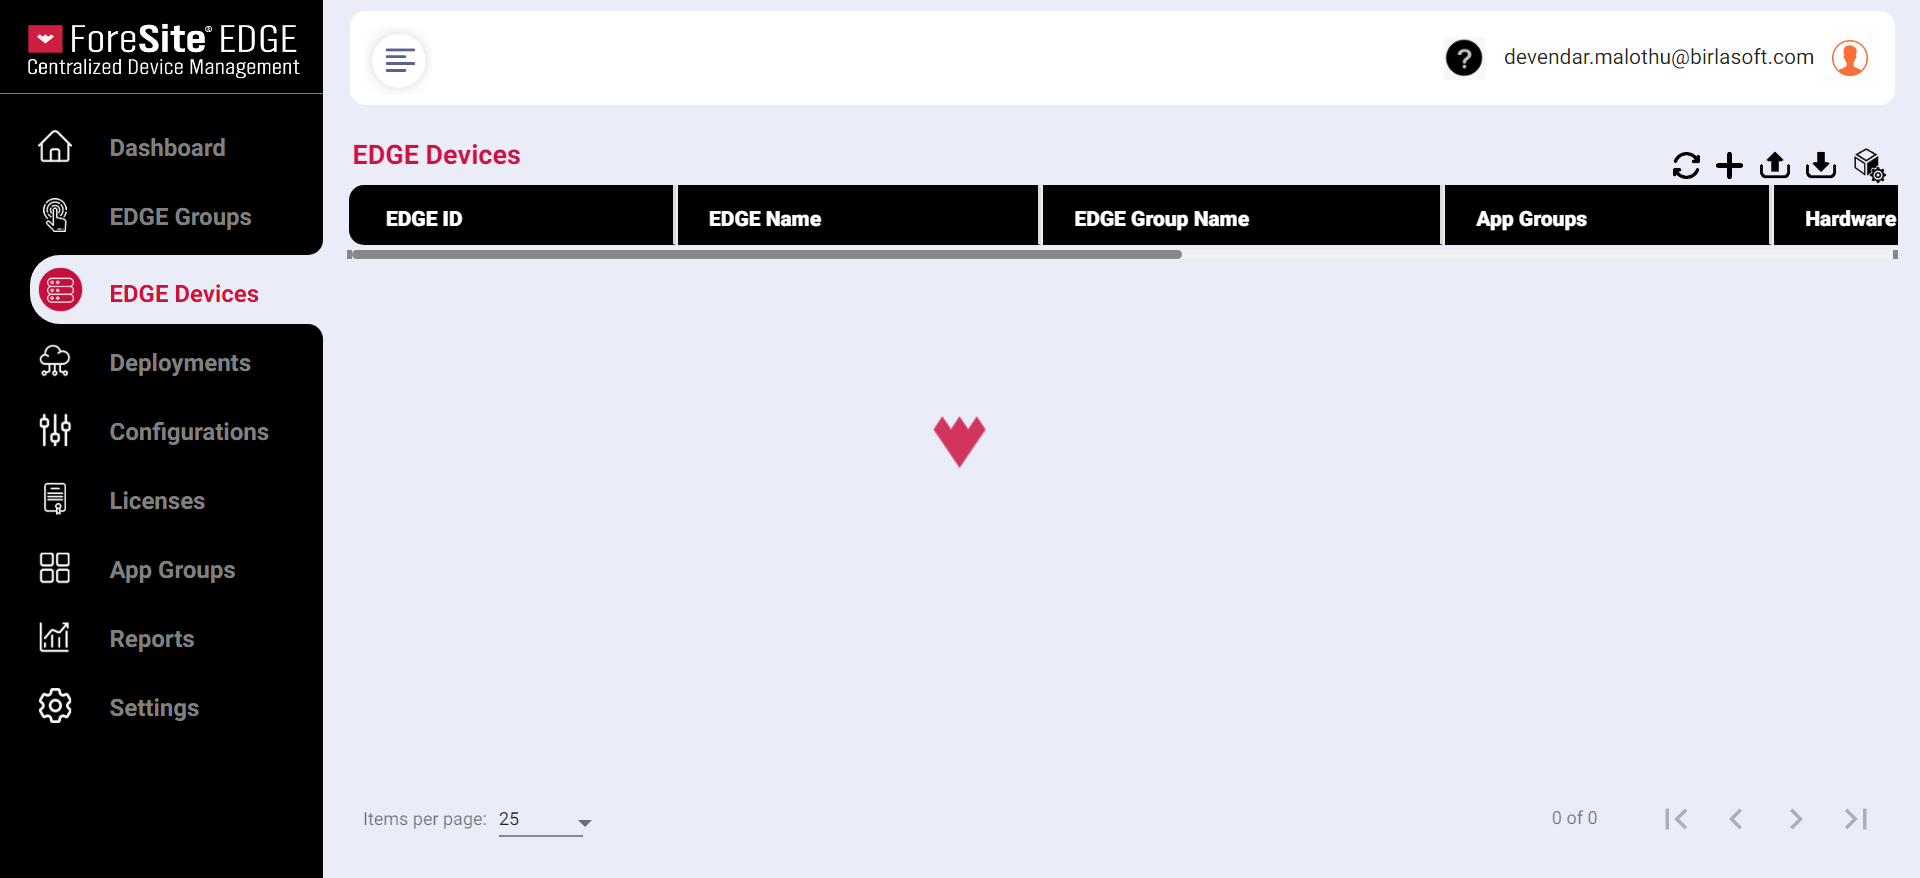 ForeSite® EDGE
Centralized Device Management
Dashboard
EDGE Groups
EDGE Devices
Deployments
Configurations
Licenses
App Groups
Reports
Settings
?
devendar.malothu@birlasoft.com
EDGE Devices
EDGE ID
EDGE Name
EDGE Group Name
App Groups
Hardware
Items per page: 25
0 of 0